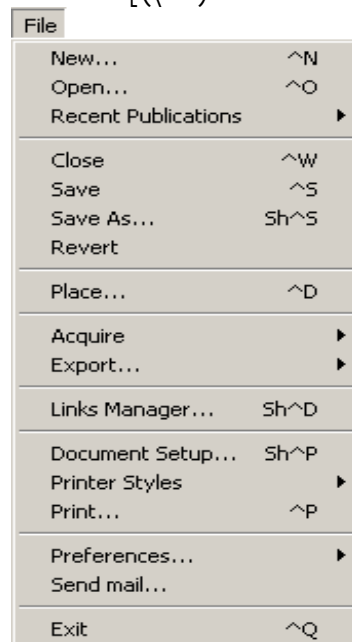 File
New... ^N
Open... ^O
Recent Publications
Close ^W
Save ^S
Save As... Sh^S
Revert
Place... ^D
Acquire
Export...
Links Manager... Sh^D
Document Setup... Sh^P
Printer Styles
Print... ^P
Preferences...
Send mail...
Exit ^Q